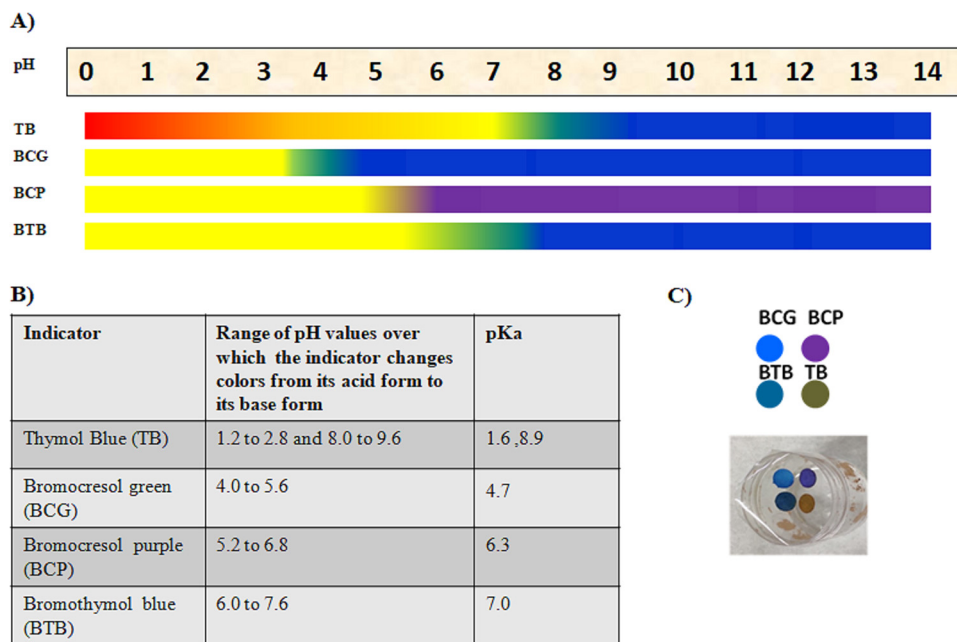 A)
pH 0 1 2 3 4 5 6 7 8 9 10 11 12 13 14
TB
BCG
BCP
BTB
B)
Indicator Range of pH values over pKa
which the indicator changes
colors from its acid form to
its base form
Thymol Blue (TB) 1.2 to 2.8 and 8.0 to 9.6 1.6 ,8.9
Bromocresol green 4.0 to 5.6 4.7
(BCG)
Bromocresol purple 5.2 to 6.8 6.3
(BCP)
Bromothymol blue 6.0 to 7.6 7.0
(BTB)
C)
BCG BCP
BTB TB